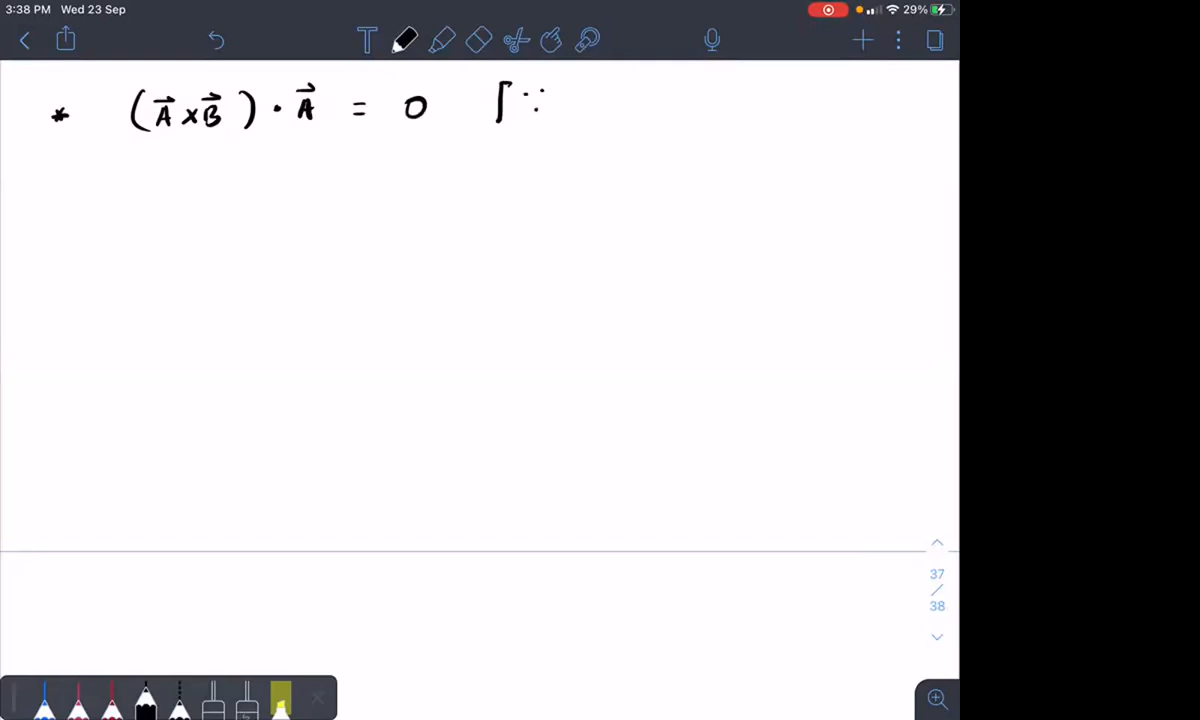 3:38 PM Wed 23 Sep 29%
T
* (A⃗ × B⃗) · A⃗ = 0 [ ∵
37
/
38